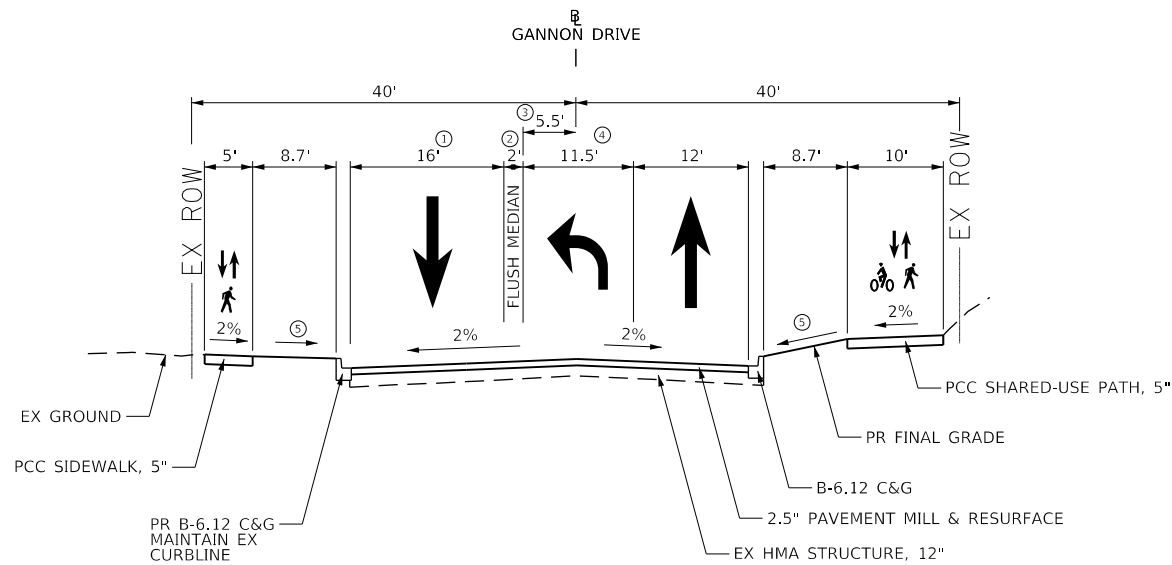 ℄
GANNON DRIVE
40'
40'
③
5.5'
①
②
④
5'
8.7'
16'
2'
11.5'
12'
8.7'
10'
EX ROW
FLUSH MEDIAN
EX ROW
2%
⑤
2%
2%
⑤
2%
EX GROUND
PCC SIDEWALK, 5"
PR B-6.12 C&G
MAINTAIN EX
CURBLINE
PCC SHARED-USE PATH, 5"
PR FINAL GRADE
B-6.12 C&G
2.5" PAVEMENT MILL & RESURFACE
EX HMA STRUCTURE, 12"